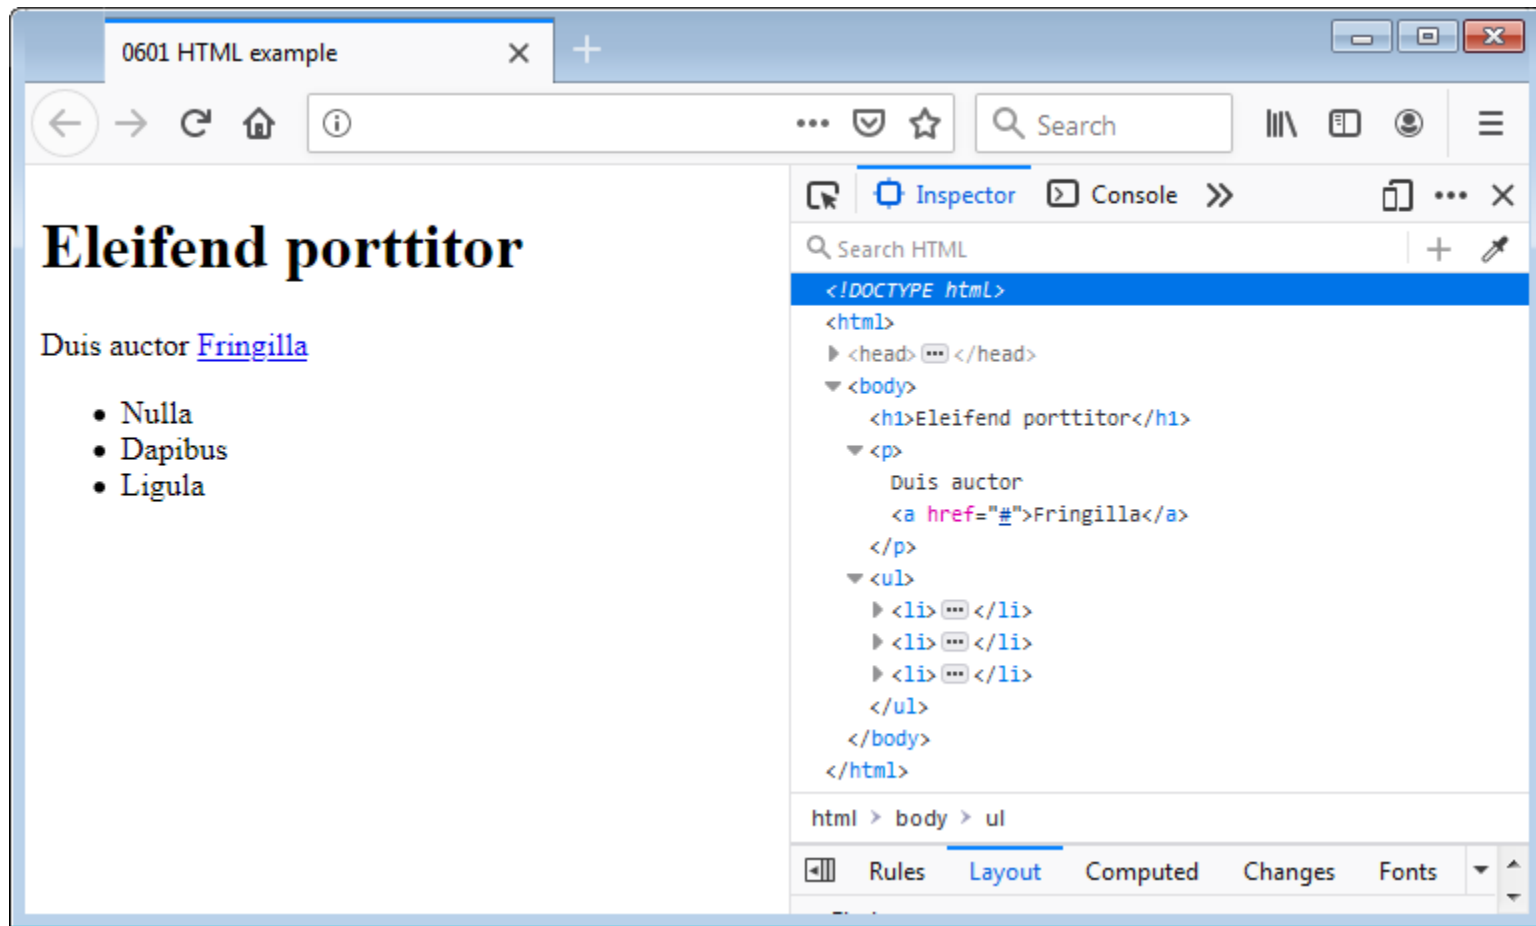 0601 HTML example
Search
Eleifend porttitor
Duis auctor Fringilla
• Nulla
• Dapibus
• Ligula
Inspector Console
Search HTML
<!DOCTYPE html>
<html>
<head> ••• </head>
<body>
<h1>Eleifend porttitor</h1>
<p>
Duis auctor
<a href="#">Fringilla</a>
</p>
<ul>
<li> ••• </li>
<li> ••• </li>
<li> ••• </li>
</ul>
</body>
</html>
html > body > ul
Rules Layout Computed Changes Fonts